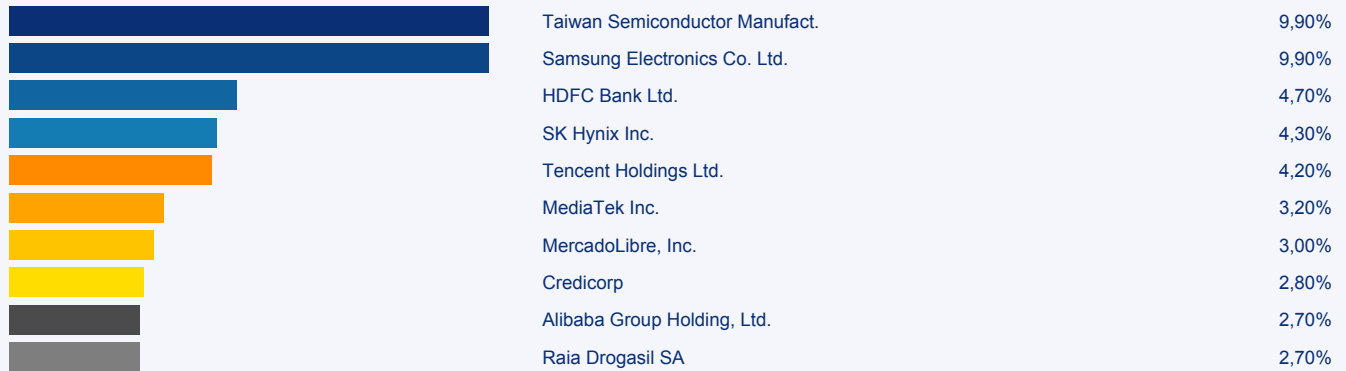 Taiwan Semiconductor Manufact. 9,90%
Samsung Electronics Co. Ltd. 9,90%
HDFC Bank Ltd. 4,70%
SK Hynix Inc. 4,30%
Tencent Holdings Ltd. 4,20%
MediaTek Inc. 3,20%
MercadoLibre, Inc. 3,00%
Credicorp 2,80%
Alibaba Group Holding, Ltd. 2,70%
Raia Drogasil SA 2,70%